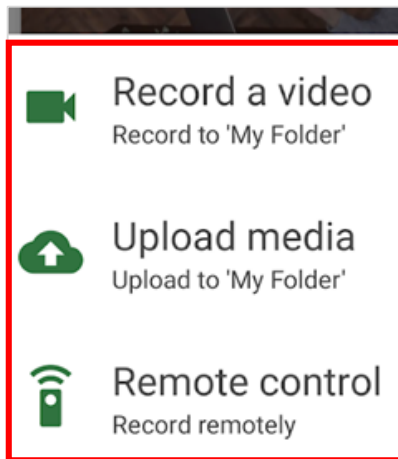 Record a video
Record to 'My Folder'
Upload media
Upload to 'My Folder'
Remote control
Record remotely